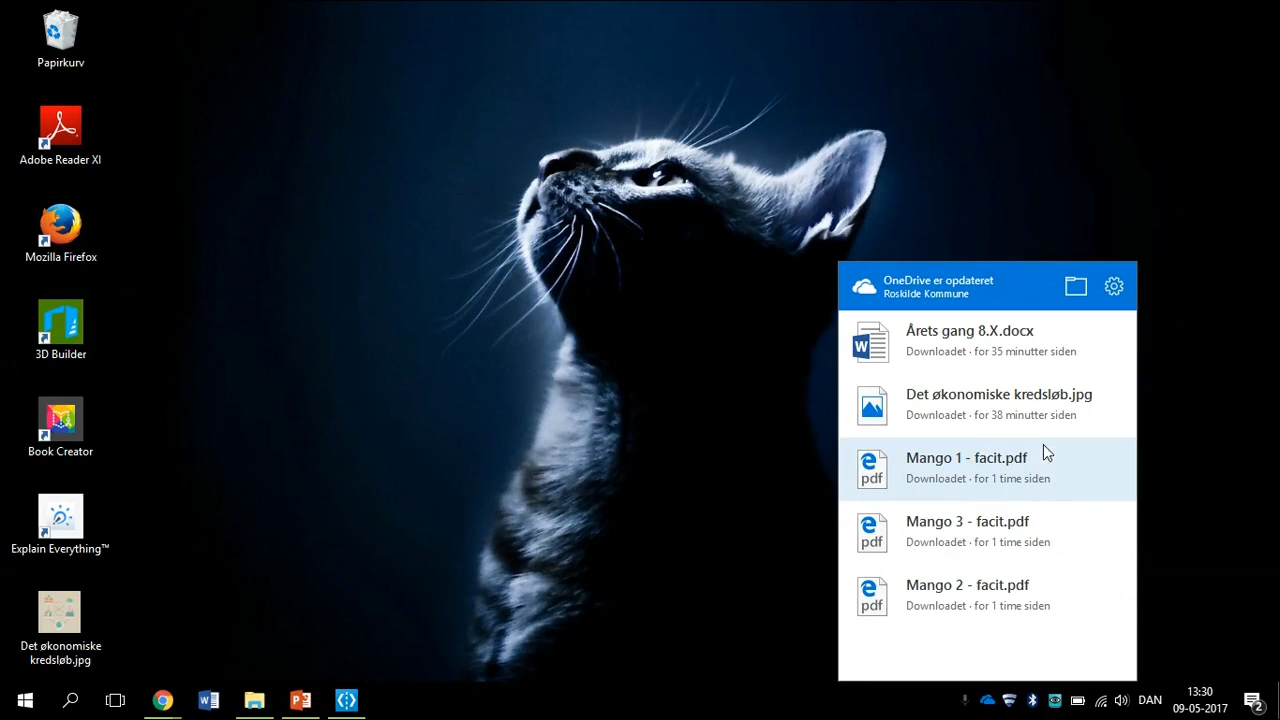 Papirkurv
Adobe Reader XI
Mozilla Firefox
3D Builder
Book Creator
Explain Everything™
Det økonomiske
kredsløb.jpg
OneDrive er opdateret
Roskilde Kommune
Årets gang 8.X.docx
Downloadet · for 35 minutter siden
Det økonomiske kredsløb.jpg
Downloadet · for 38 minutter siden
pdf
Mango 1 - facit.pdf
Downloadet · for 1 time siden
pdf
Mango 3 - facit.pdf
Downloadet · for 1 time siden
pdf
Mango 2 - facit.pdf
Downloadet · for 1 time siden
DAN
13:30
09-05-2017
2